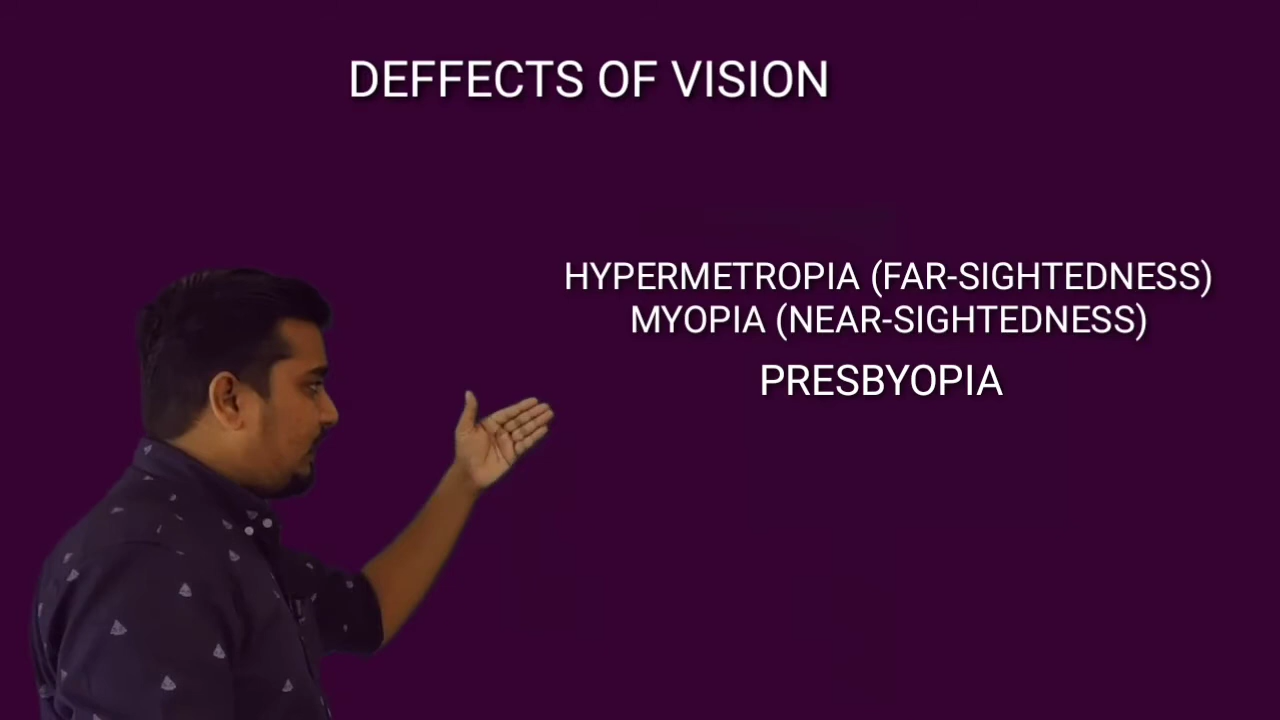 DEFFECTS OF VISION
HYPERMETROPIA (FAR-SIGHTEDNESS)
MYOPIA (NEAR-SIGHTEDNESS)
PRESBYOPIA